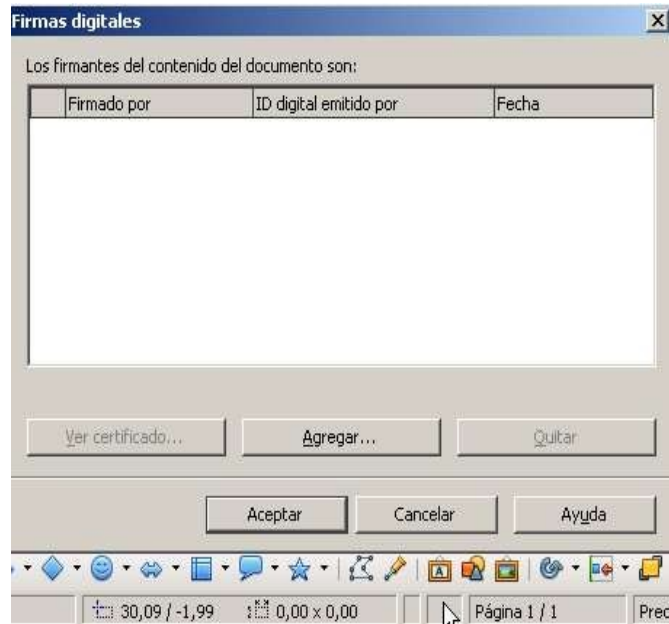 Firmas digitales
Los firmantes del contenido del documento son:
Firmado por ID digital emitido por Fecha
Ver certificado... Agregar... Quitar
Aceptar Cancelar Ayuda
A
30,09 / -1,99 0,00 x 0,00 Página 1 / 1 Prec